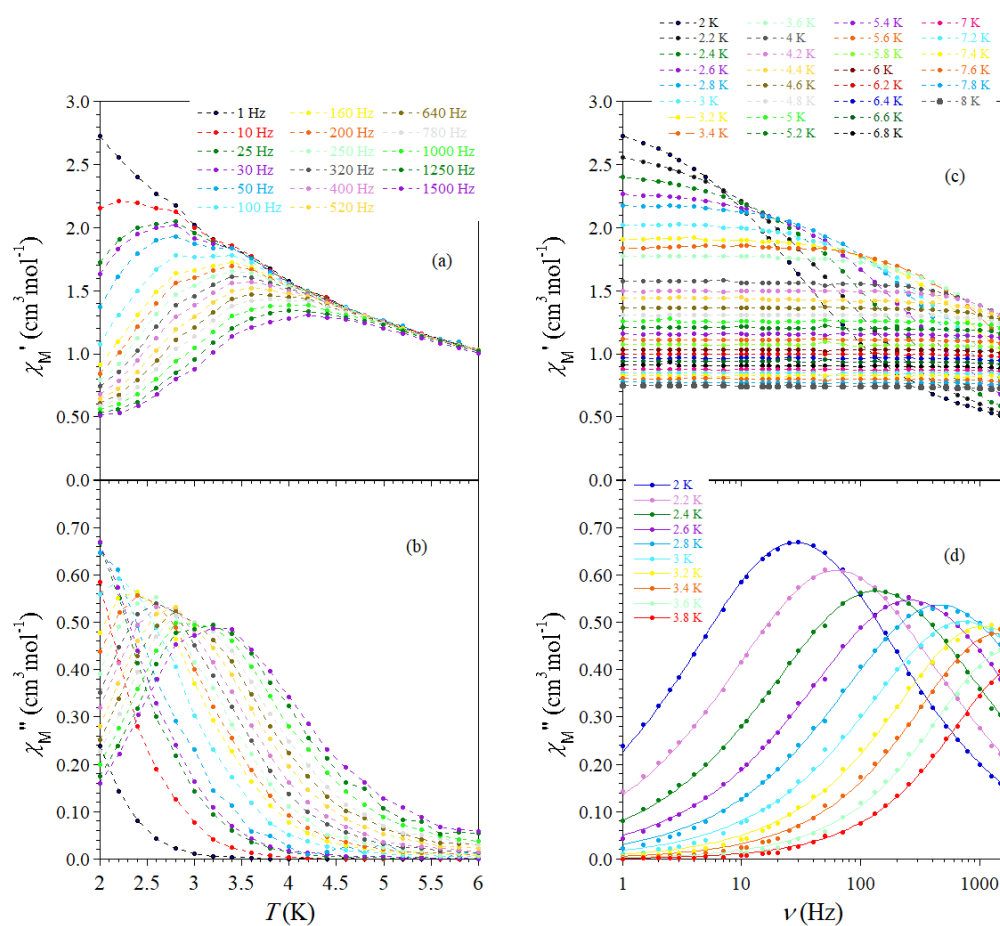 2 K
2.2 K
2.4 K
2.6 K
2.8 K
3 K
3.2 K
3.4 K
3.6 K
4 K
4.2 K
4.4 K
4.6 K
4.8 K
5 K
5.2 K
5.4 K
5.6 K
5.8 K
6 K
6.2 K
6.4 K
6.6 K
6.8 K
7 K
7.2 K
7.4 K
7.6 K
7.8 K
8 K
1 Hz
10 Hz
25 Hz
30 Hz
50 Hz
100 Hz
160 Hz
200 Hz
250 Hz
320 Hz
400 Hz
520 Hz
640 Hz
780 Hz
1000 Hz
1250 Hz
1500 Hz
3.0
2.5
2.0
1.5
1.0
0.50
0.0
χM' (cm³mol⁻¹)
(a)
3.0
2.5
2.0
1.5
1.0
0.50
0.0
χM' (cm³mol⁻¹)
(c)
0.70
0.60
0.50
0.40
0.30
0.20
0.10
0.0
χM" (cm³mol⁻¹)
(b)
2
2.5
3
3.5
4
4.5
5
5.5
6
T (K)
2 K
2.2 K
2.4 K
2.6 K
2.8 K
3 K
3.2 K
3.4 K
3.6 K
3.8 K
0.70
0.60
0.50
0.40
0.30
0.20
0.10
0.0
χM" (cm³mol⁻¹)
(d)
1
10
100
1000
ν (Hz)